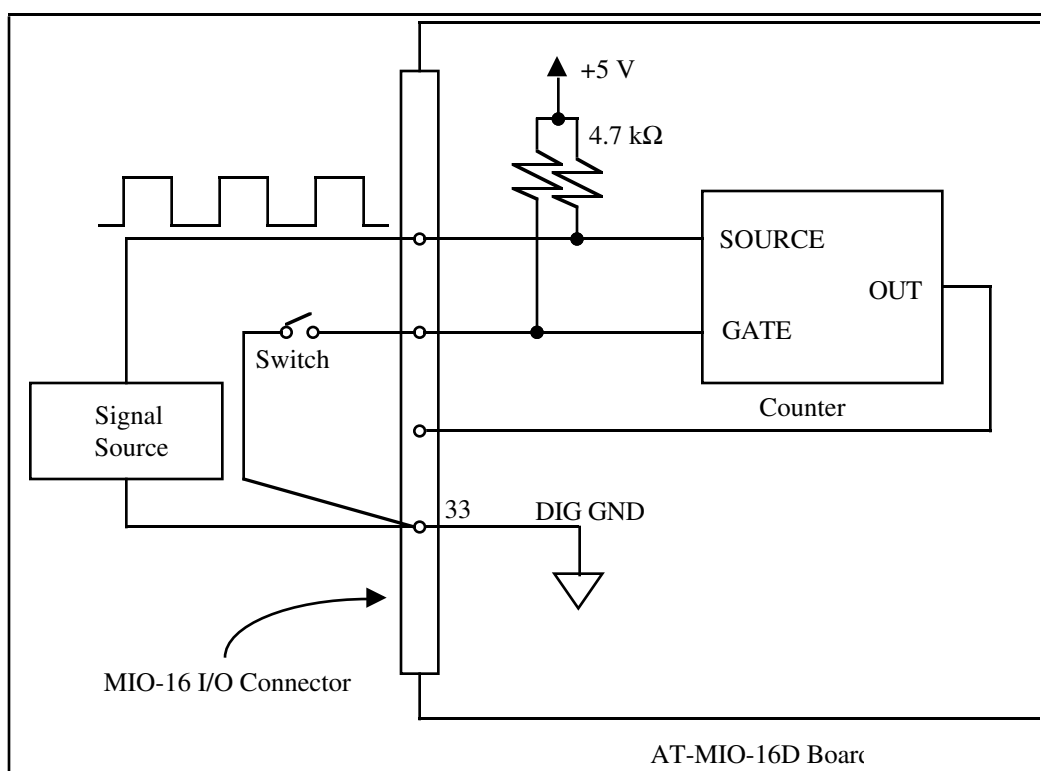 +5 V
4.7 kΩ
SOURCE
OUT
GATE
Switch
Counter
Signal
Source
33
DIG GND
MIO-16 I/O Connector
AT-MIO-16D Board